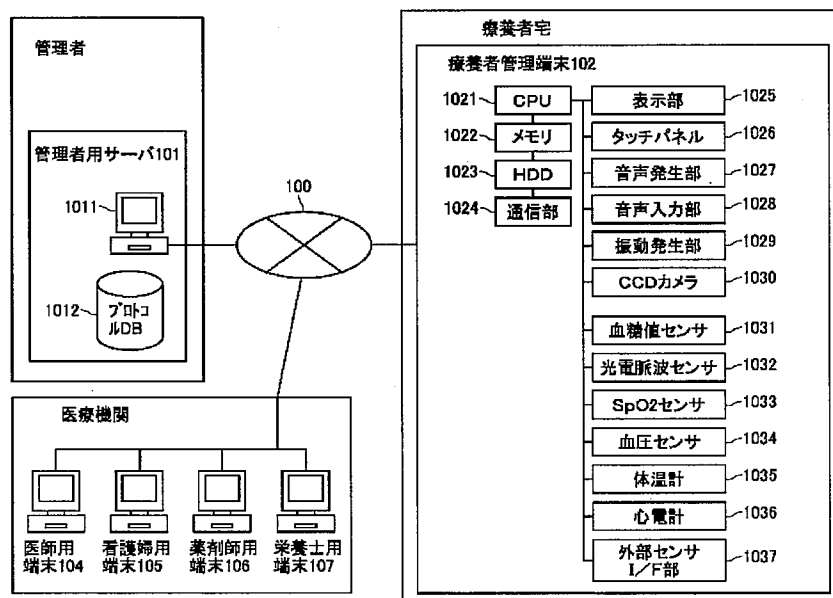 管理者
管理者用サーバ101
1011
1012
プロトコ
ルDB
100
医療機関
医師用
端末104
看護婦用
端末105
薬剤師用
端末106
栄養士用
端末107
療養者宅
療養者管理端末102
1021
CPU
1022
メモリ
1023
HDD
1024
通信部
表示部
1025
タッチパネル
1026
音声発生部
1027
音声入力部
1028
振動発生部
1029
CCDカメラ
1030
血糖値センサ
1031
光電脈波センサ
1032
SpO2センサ
1033
血圧センサ
1034
体温計
1035
心電計
1036
外部センサ
I/F部
1037